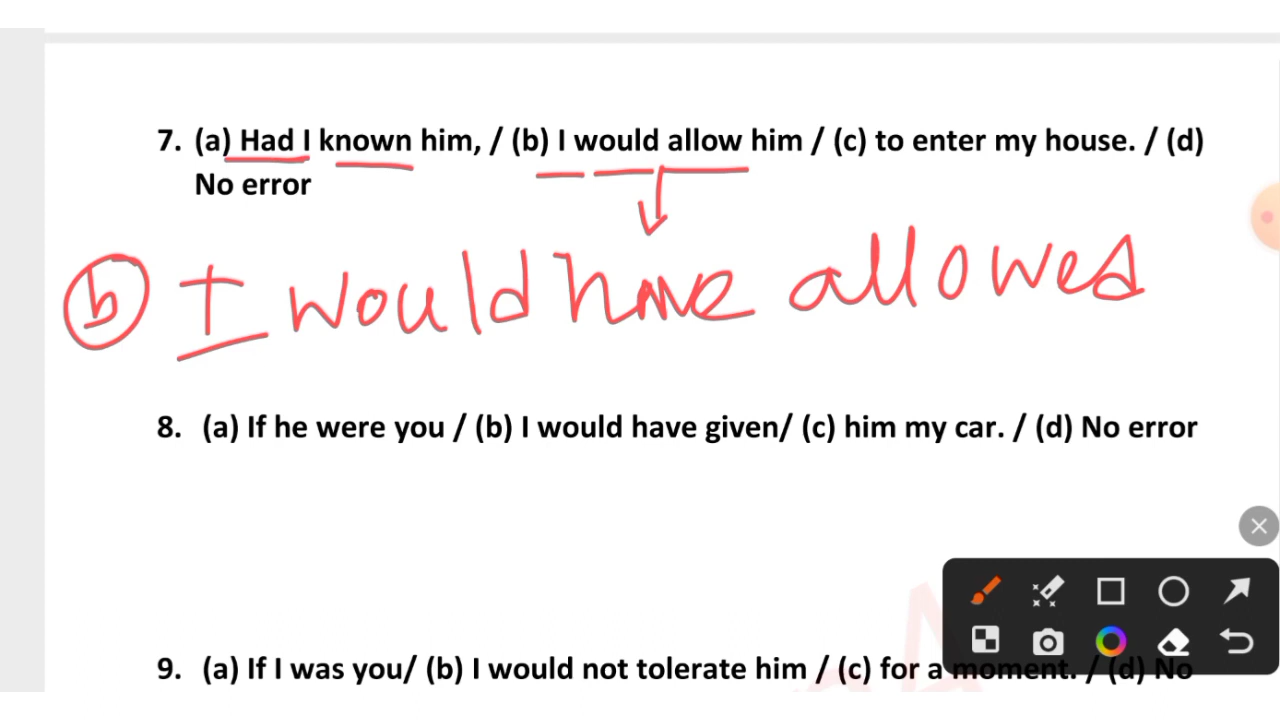 7. (a) Had I known him, / (b) I would allow him / (c) to enter my house. / (d)
No error
(b) I would have allowed
8. (a) If he were you / (b) I would have given/ (c) him my car. / (d) No error
9. (a) If I was you/ (b) I would not tolerate him / (c) for a moment. / (d) No